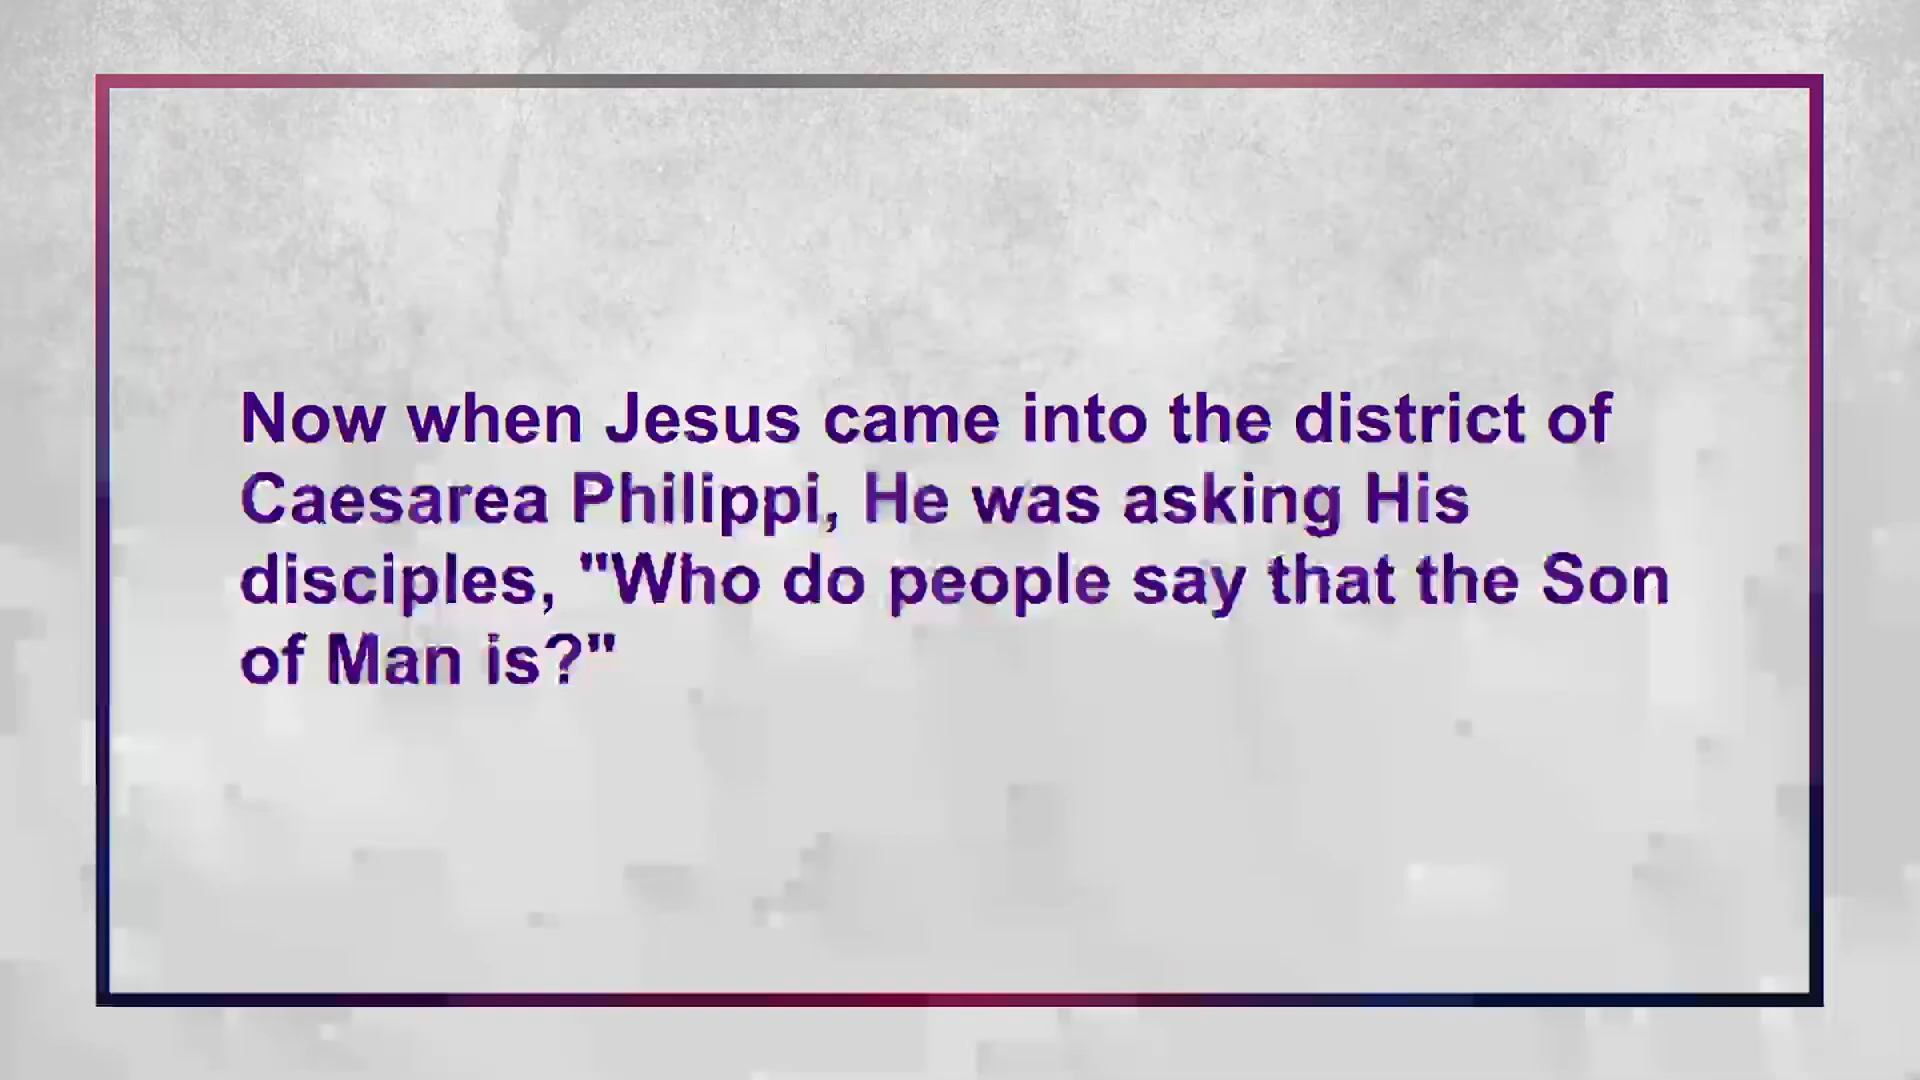 Now when Jesus came into the district of
Caesarea Philippi, He was asking His
disciples, "Who do people say that the Son
of Man is?"